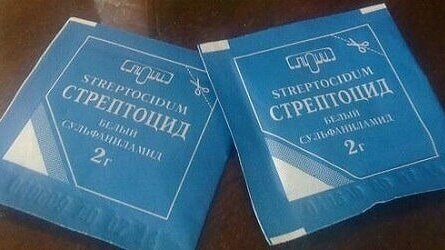 STREPTOCIDUM
СТРЕПТОЦИД
БЕЛЫЙ
СУЛЬФАНИЛАМИД
2г
STREPTOCIDUM
СТРЕПТОЦИД
БЕЛЫЙ
СУЛЬФАНИЛАМИД
2г